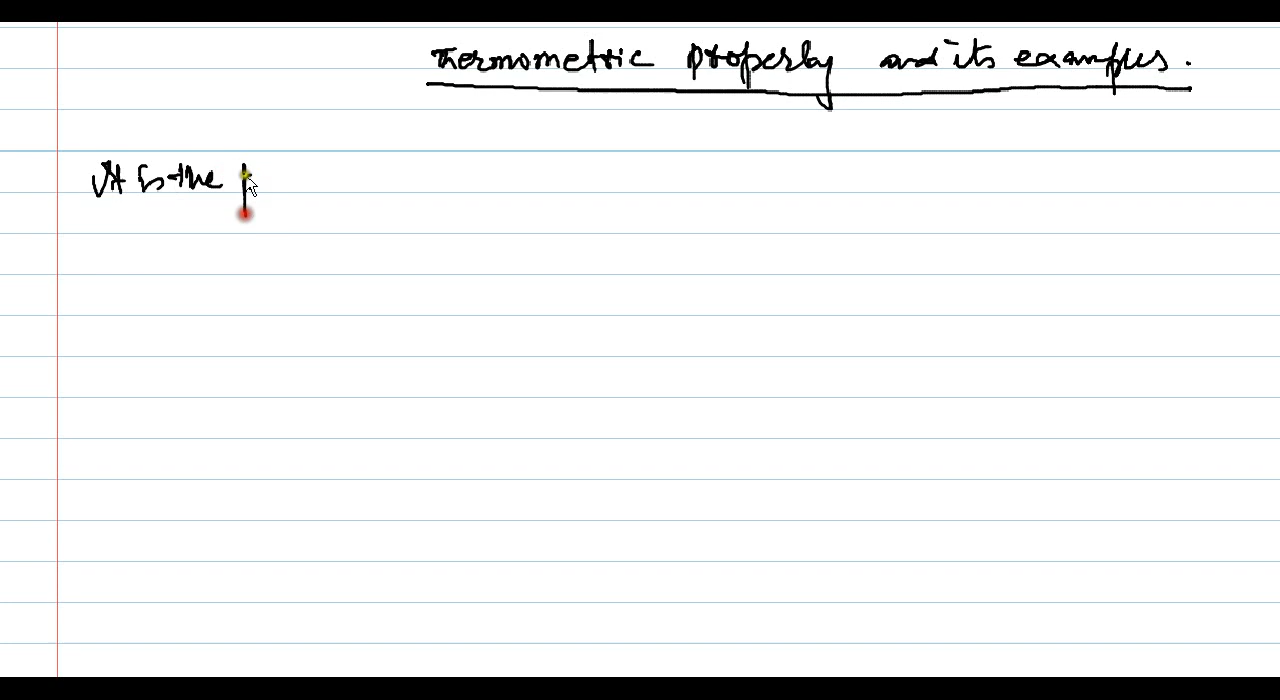 Thermometric property and its examples.
It is the